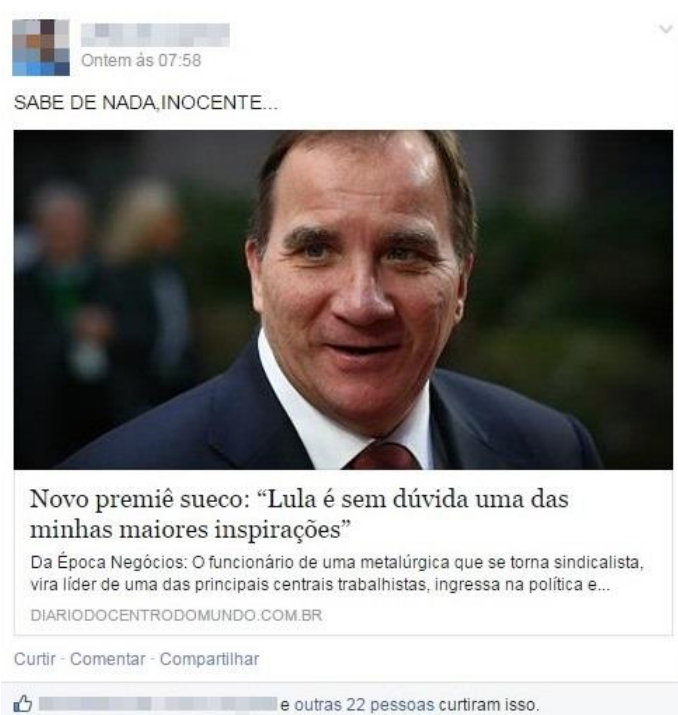 Ontem às 07:58
SABE DE NADA,INOCENTE...
Novo premiê sueco: “Lula é sem dúvida uma das
minhas maiores inspirações”
Da Época Negócios: O funcionário de uma metalúrgica que se torna sindicalista,
vira líder de uma das principais centrais trabalhistas, ingressa na política e...
DIARIODOCENTRODOMUNDO.COM.BR
Curtir · Comentar · Compartilhar
e outras 22 pessoas curtiram isso.